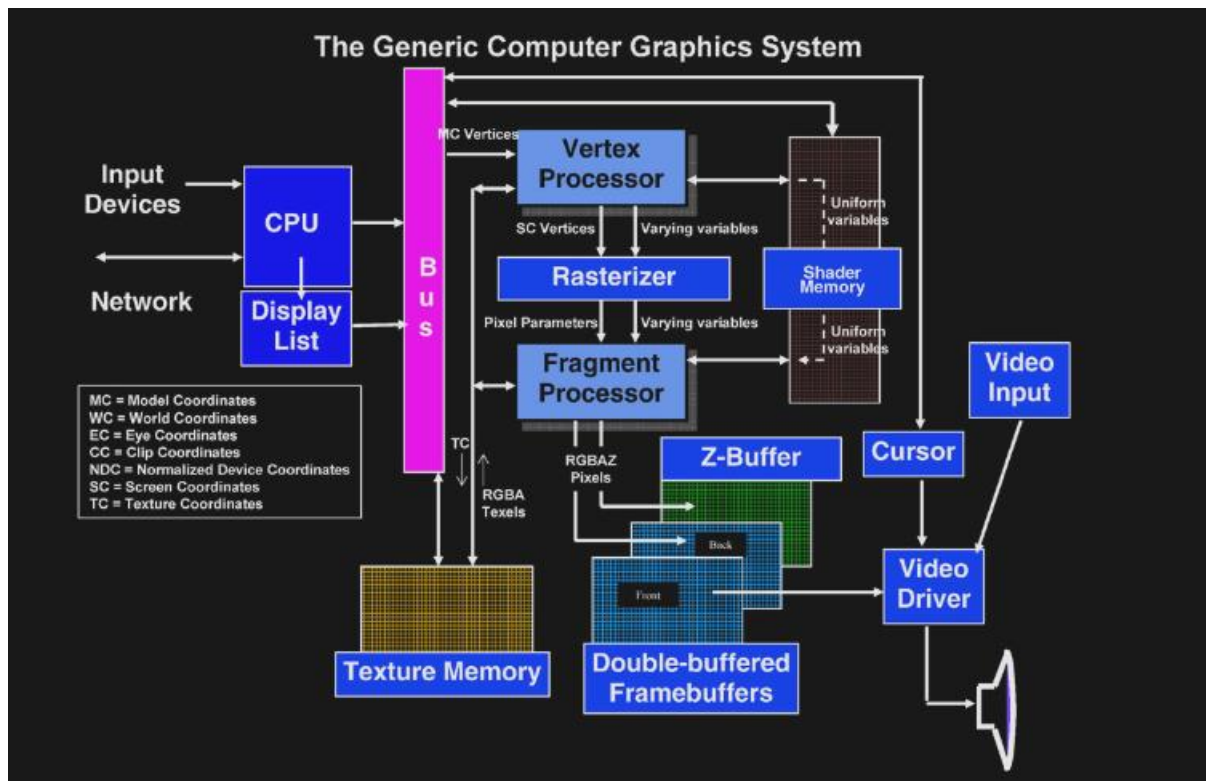 The Generic Computer Graphics System
MC Vertices
Vertex
Processor
Input
Devices
CPU
Bus
Uniform
variables
SC Vertices
Varying variables
Rasterizer
Shader
Memory
Network
Display
List
Pixel Parameters
Varying variables
Uniform
variables
Fragment
Processor
Video
Input
MC = Model Coordinates
WC = World Coordinates
EC = Eye Coordinates
CC = Clip Coordinates
NDC = Normalized Device Coordinates
SC = Screen Coordinates
TC = Texture Coordinates
TC
RGBA
Texels
RGBAZ
Pixels
Z-Buffer
Cursor
Back
Front
Video
Driver
Texture Memory
Double-buffered
Framebuffers